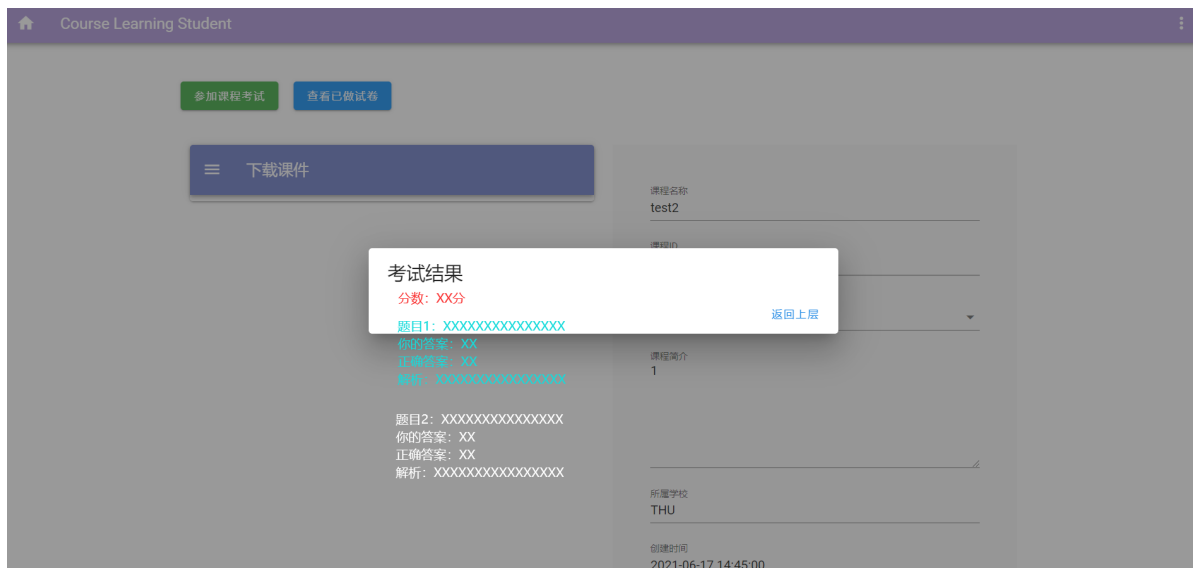 Course Learning Student
参加课程考试
查看已做试卷
下载课件
课程名称
test2
课程ID
考试结果
分数：XX分
返回上层
题目1：XXXXXXXXXXXXXXX
你的答案：XX
正确答案：XX
解析：XXXXXXXXXXXXXXXX
课程简介
1
题目2：XXXXXXXXXXXXXXX
你的答案：XX
正确答案：XX
解析：XXXXXXXXXXXXXXXX
所属学校
THU
创建时间
2021-06-17 14:45:00